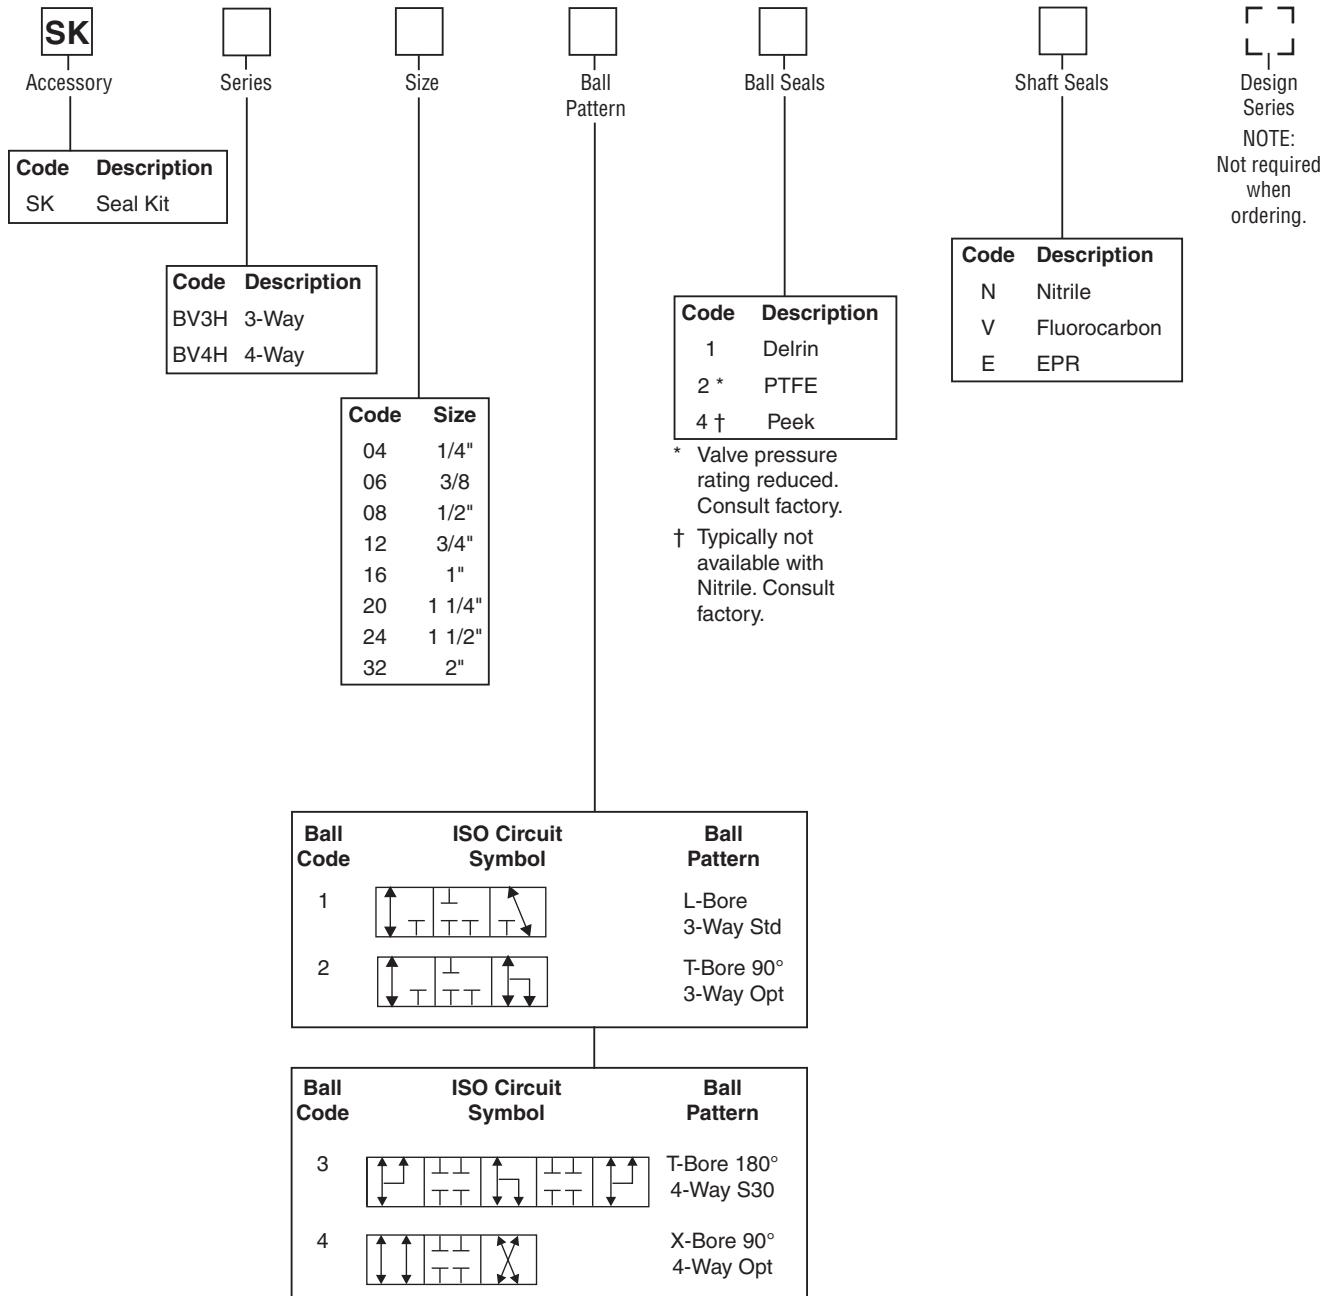 SK
Accessory
Series
Size
Ball
Pattern
Ball Seals
Shaft Seals
Design
Series
NOTE:
Not required
when
ordering.
Code Description
SK Seal Kit
Code Description
BV3H 3-Way
BV4H 4-Way
Code Size
04 1/4"
06 3/8
08 1/2"
12 3/4"
16 1"
20 1 1/4"
24 1 1/2"
32 2"
Code Description
1 Delrin
2 * PTFE
4 † Peek
* Valve pressure
rating reduced.
Consult factory.
† Typically not
available with
Nitrile. Consult
factory.
Code Description
N Nitrile
V Fluorocarbon
E EPR
Ball ISO Circuit Ball
Code Symbol Pattern
1 L-Bore
3-Way Std
2 T-Bore 90°
3-Way Opt
Ball ISO Circuit Ball
Code Symbol Pattern
3 T-Bore 180°
4-Way S30
4 X-Bore 90°
4-Way Opt